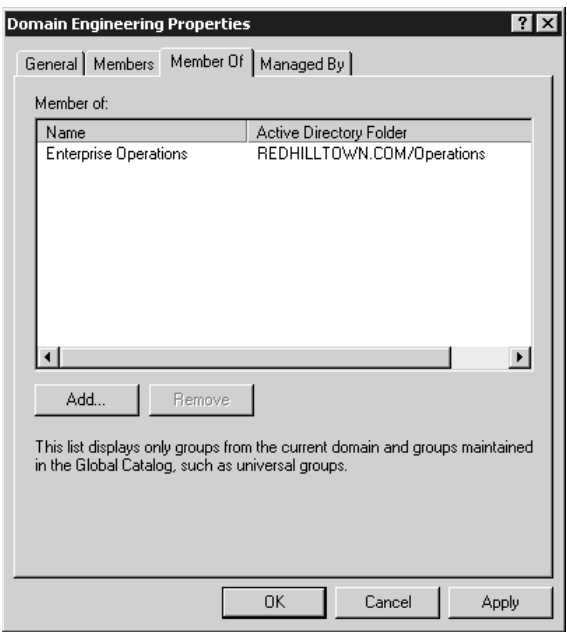 Domain Engineering Properties
? X
General Members Member Of Managed By
Member of:
Name Active Directory Folder
Enterprise Operations REDHILLTOWN.COM/Operations
Add... Remove
This list displays only groups from the current domain and groups maintained
in the Global Catalog, such as universal groups.
OK Cancel Apply